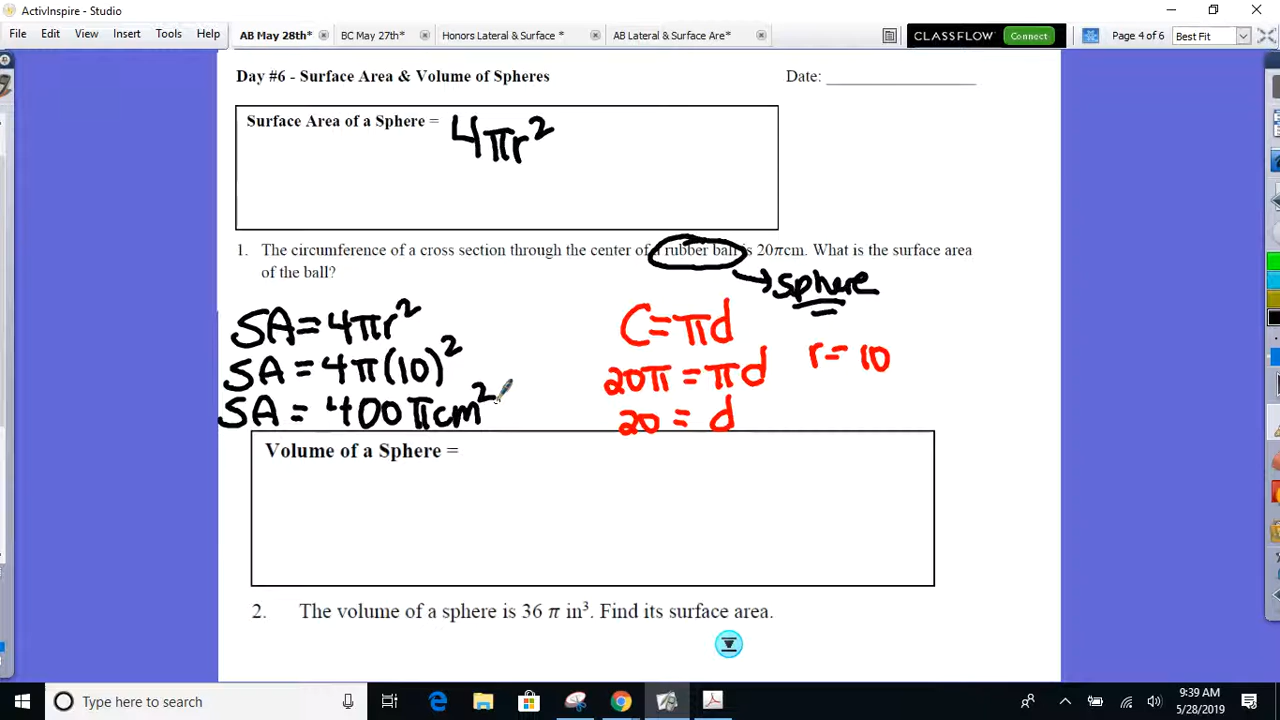 ActivInspire - Studio
File Edit View Insert Tools Help AB May 28th* BC May 27th* Honors Lateral & Surface * AB Lateral & Surface Are* CLASSFLOW Connect Page 4 of 6 Best Fit
Day #6 - Surface Area & Volume of Spheres Date: ____________________
Surface Area of a Sphere = 4πr²
1. The circumference of a cross section through the center of a rubber ball is 20πcm. What is the surface area
of the ball?
sphere
SA = 4πr²
SA = 4π(10)²
SA = 400πcm²
C = πd
20π = πd
20 = d
r = 10
Volume of a Sphere =
2. The volume of a sphere is 36 π in³. Find its surface area.
Type here to search
9:39 AM
5/28/2019